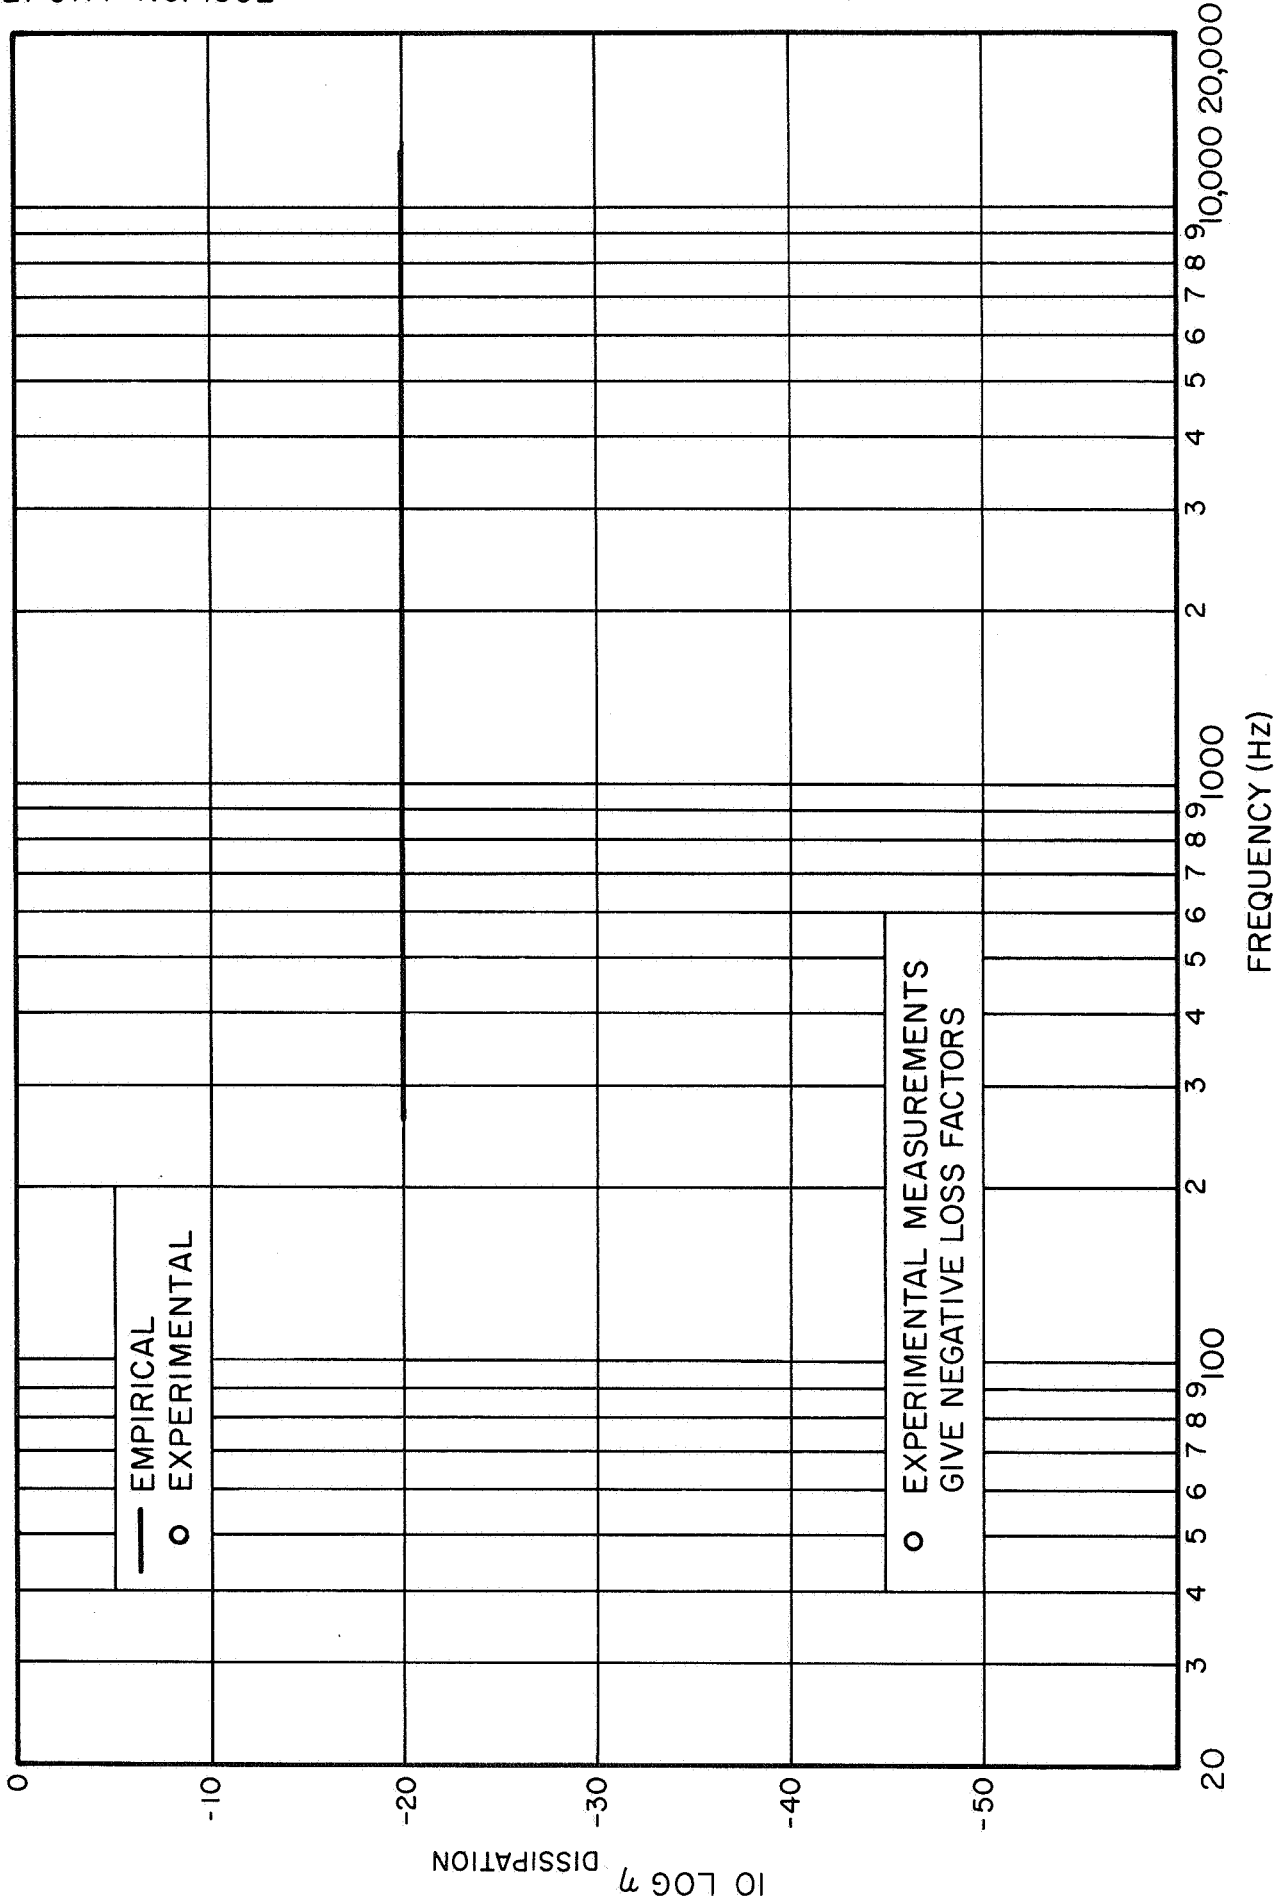 — EMPIRICAL
O EXPERIMENTAL
O EXPERIMENTAL MEASUREMENTS
GIVE NEGATIVE LOSS FACTORS
0
-10
-20
-30
-40
-50
10 LOG η DISSIPATION
20 3 4 5 6 7 8 9 100 2 3 4 5 6 7 8 9 1000 2 3 4 5 6 7 8 9 10,000 20,000
FREQUENCY (Hz)